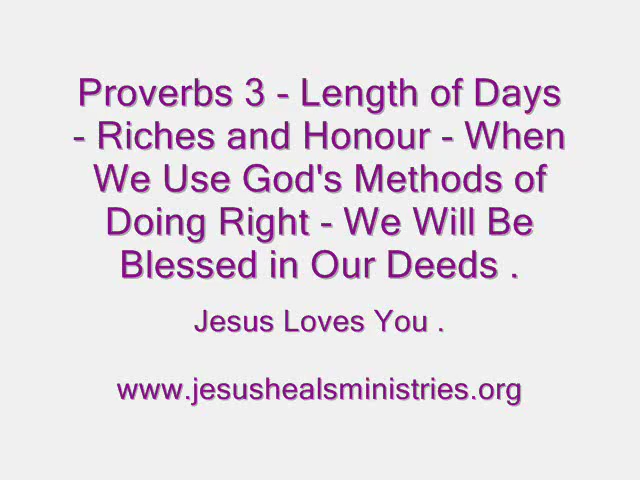 Proverbs 3 - Length of Days
- Riches and Honour - When
We Use God's Methods of
Doing Right - We Will Be
Blessed in Our Deeds .
Jesus Loves You .
www.jesushealsministries.org